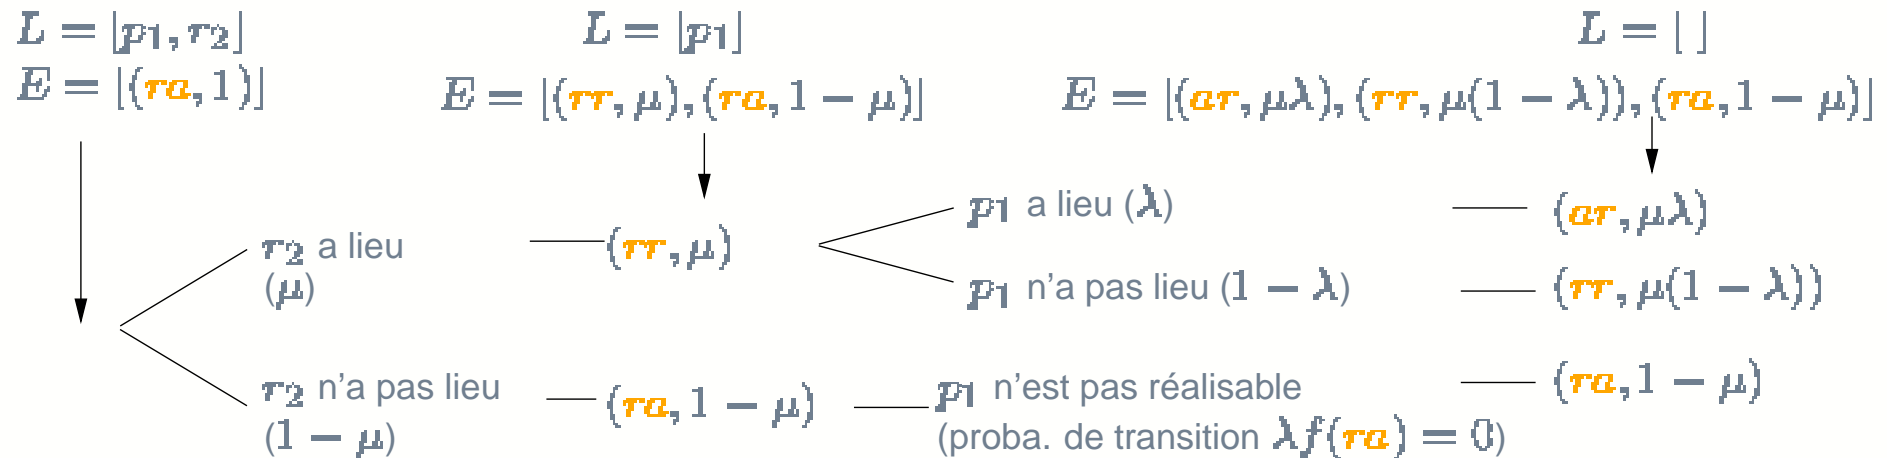 L = [p1, r2]
E = [(ra, 1)]
L = [p1]
E = [(rr, μ), (ra, 1 − μ)]
L = [ ]
E = [(ar, μλ), (rr, μ(1 − λ)), (ra, 1 − μ)]
r2 a lieu
(μ)
(rr, μ)
p1 a lieu (λ)
(ar, μλ)
p1 n'a pas lieu (1 − λ)
(rr, μ(1 − λ))
r2 n'a pas lieu
(1 − μ)
(ra, 1 − μ)
p1 n'est pas réalisable
(proba. de transition λf(ra) = 0)
(ra, 1 − μ)